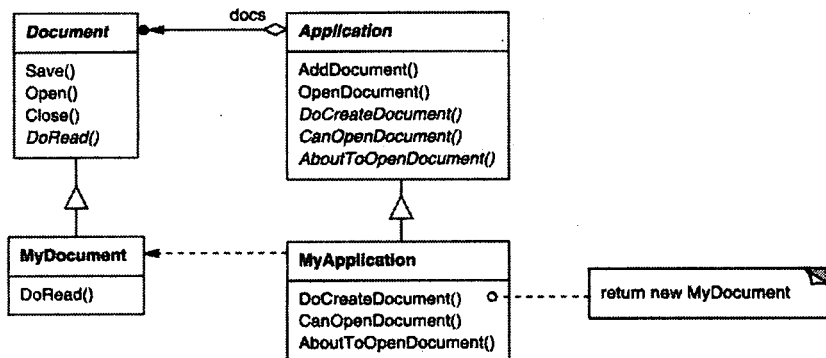 docs
Document
Save()
Open()
Close()
DoRead()
Application
AddDocument()
OpenDocument()
DoCreateDocument()
CanOpenDocument()
AboutToOpenDocument()
MyDocument
DoRead()
MyApplication
DoCreateDocument()
CanOpenDocument()
AboutToOpenDocument()
return new MyDocument